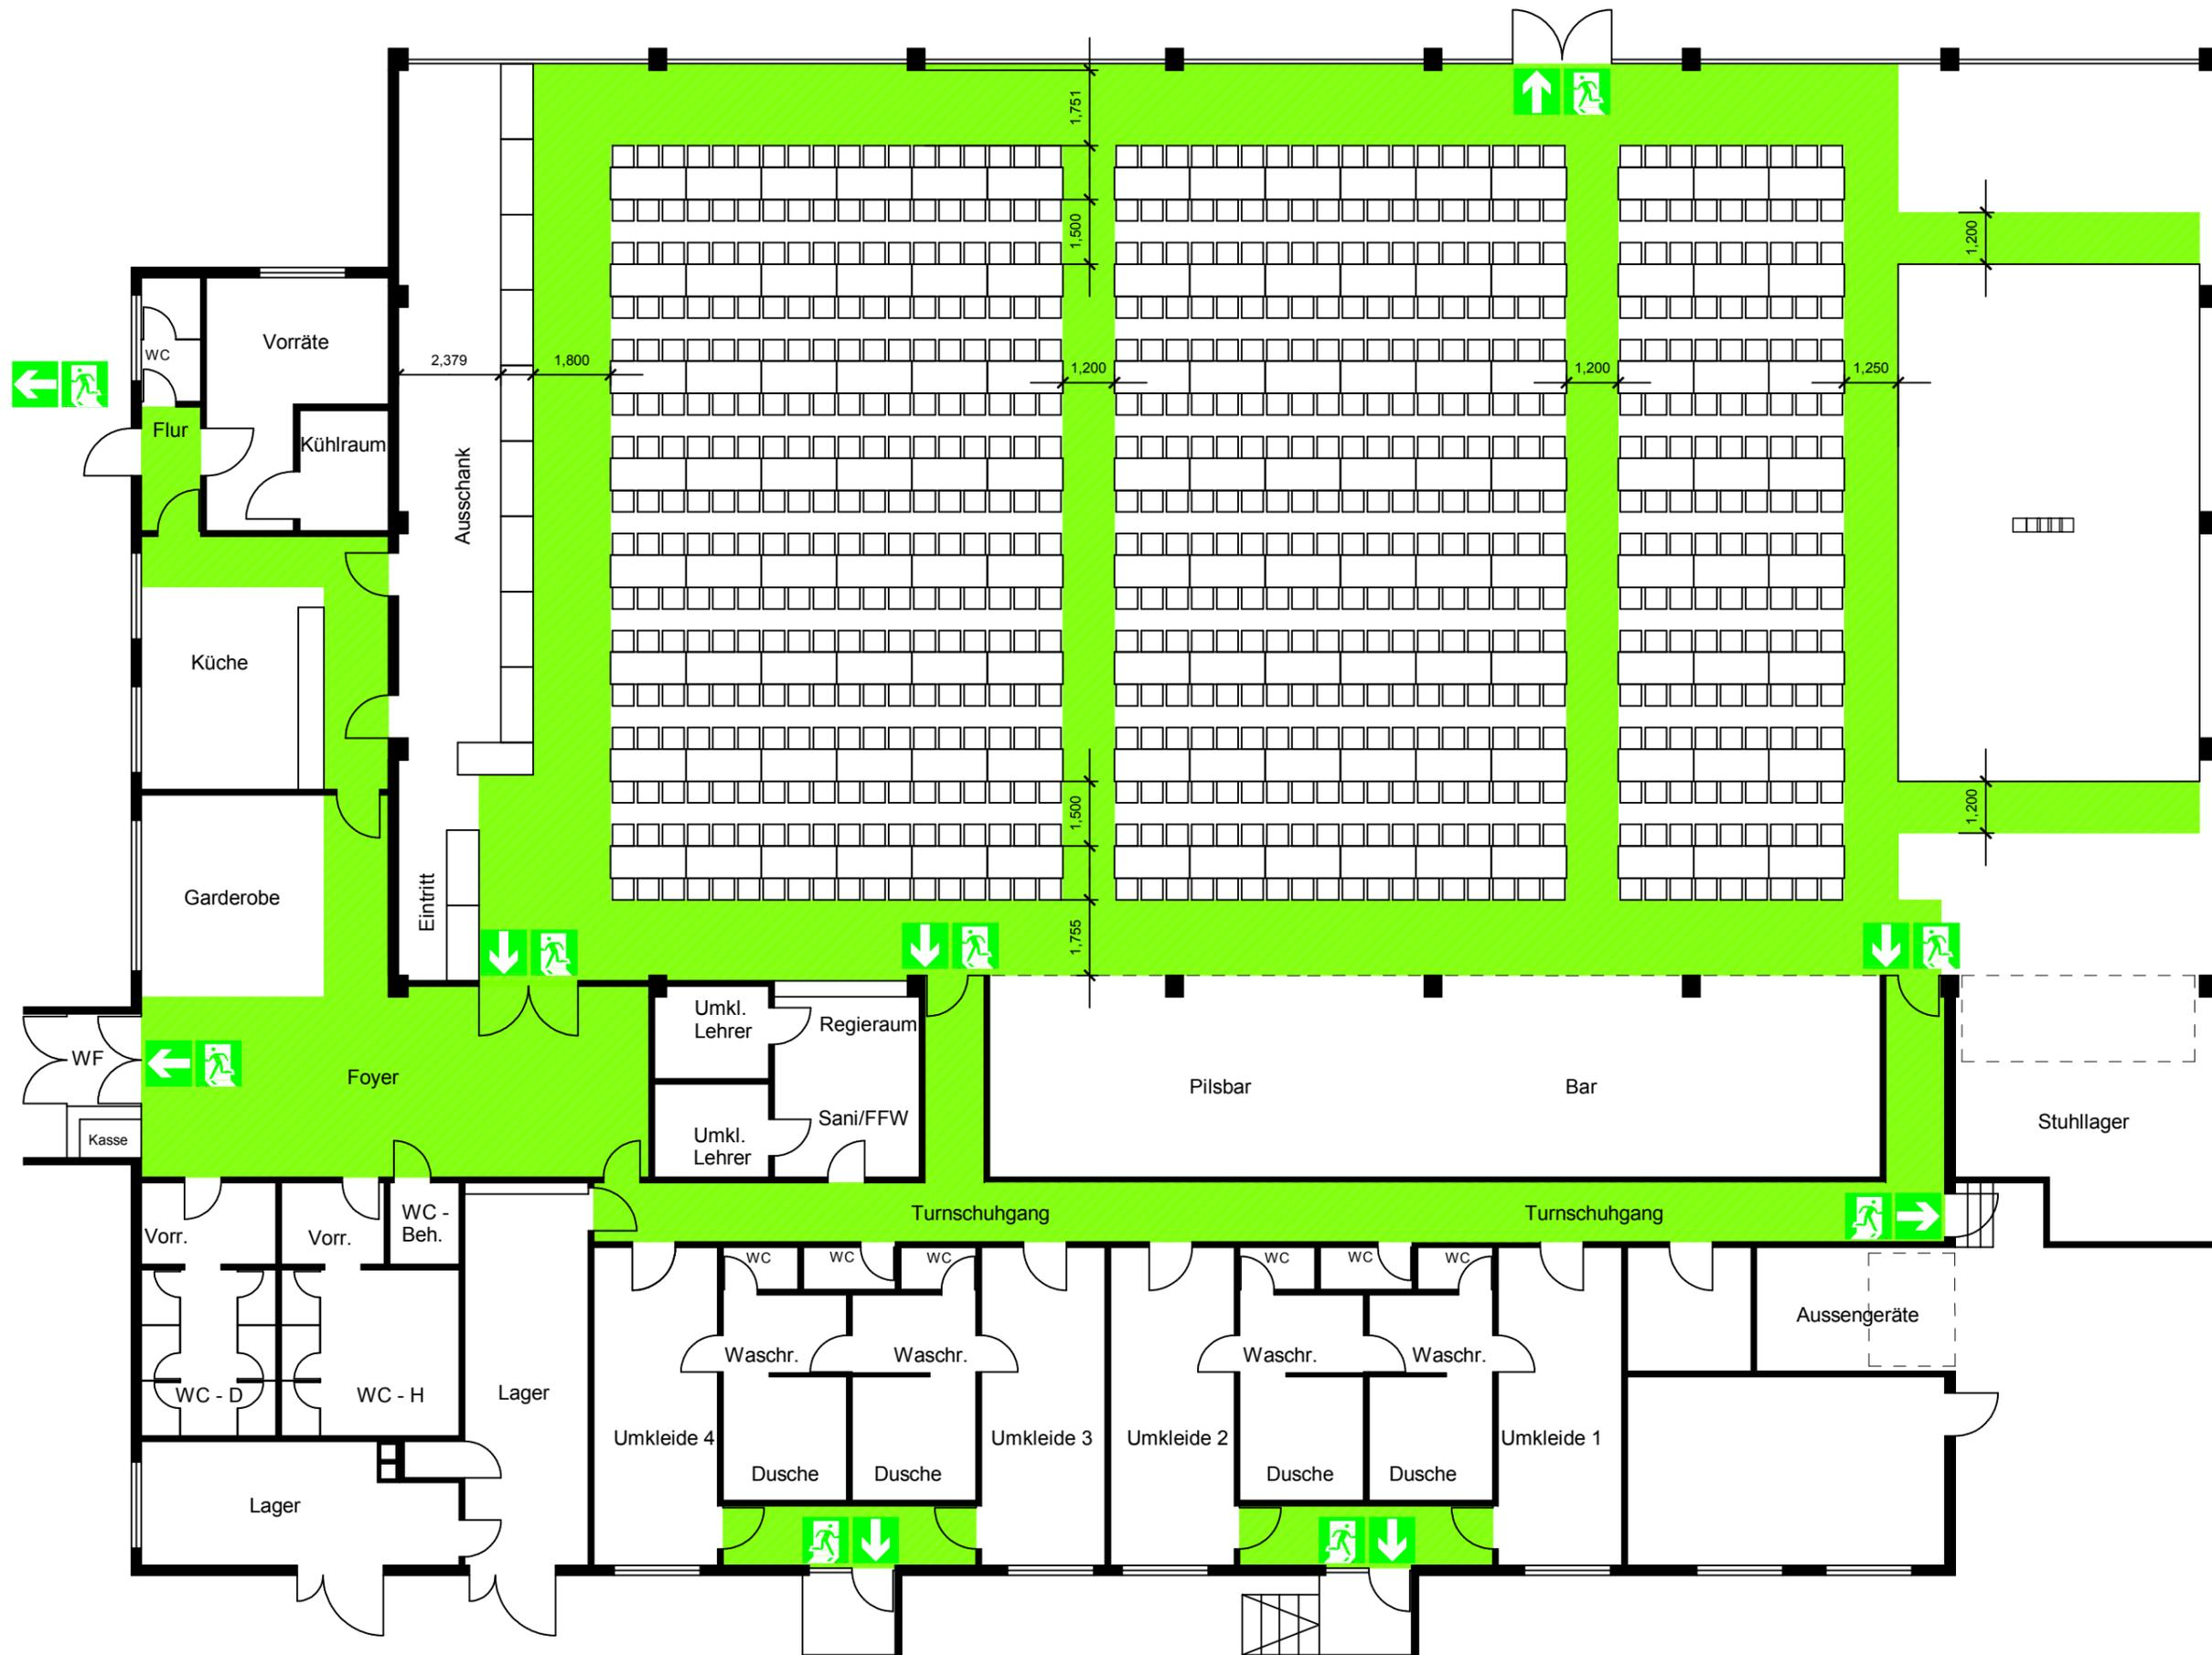 1,751
1,500
1,200
Vorräte
WC
2,379
1,800
1,200
1,200
1,250
Flur
Kühlraum
Ausschank
Küche
1,500
1,200
Garderobe
Eintritt
1,755
Umkl.
Lehrer
Regieraum
WF
Foyer
Pilsbar
Bar
Kasse
Umkl.
Lehrer
Sani/FFW
Stuhllager
Vorr.
Vorr.
WC -
Beh.
Turnschuhgang
Turnschuhgang
WC
WC
WC
WC
WC
WC
Aussengeräte
Waschr.
Waschr.
Waschr.
Waschr.
WC - D
WC - H
Lager
Umkleide 4
Umkleide 3
Umkleide 2
Umkleide 1
Dusche
Dusche
Dusche
Dusche
Lager